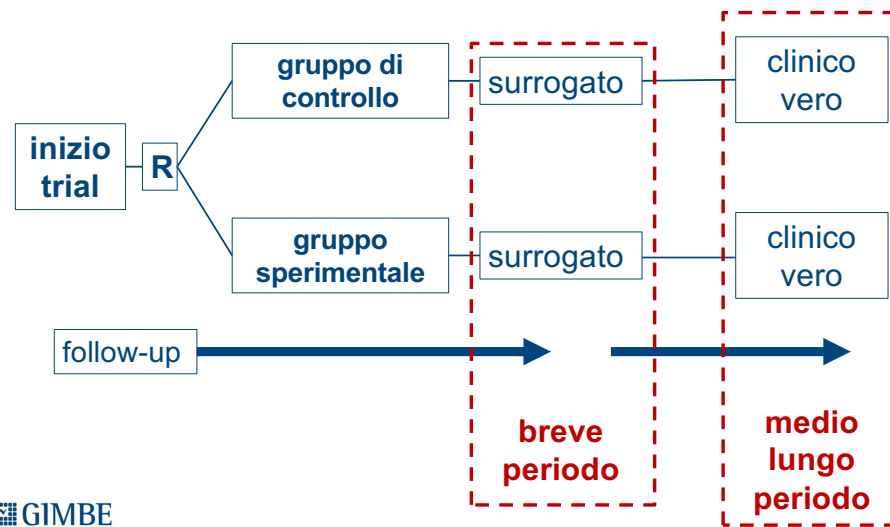 gruppo di
controllo
surrogato
clinico
vero
inizio
trial
R
gruppo
sperimentale
surrogato
clinico
vero
follow-up
breve
periodo
medio
lungo
periodo
GIMBE